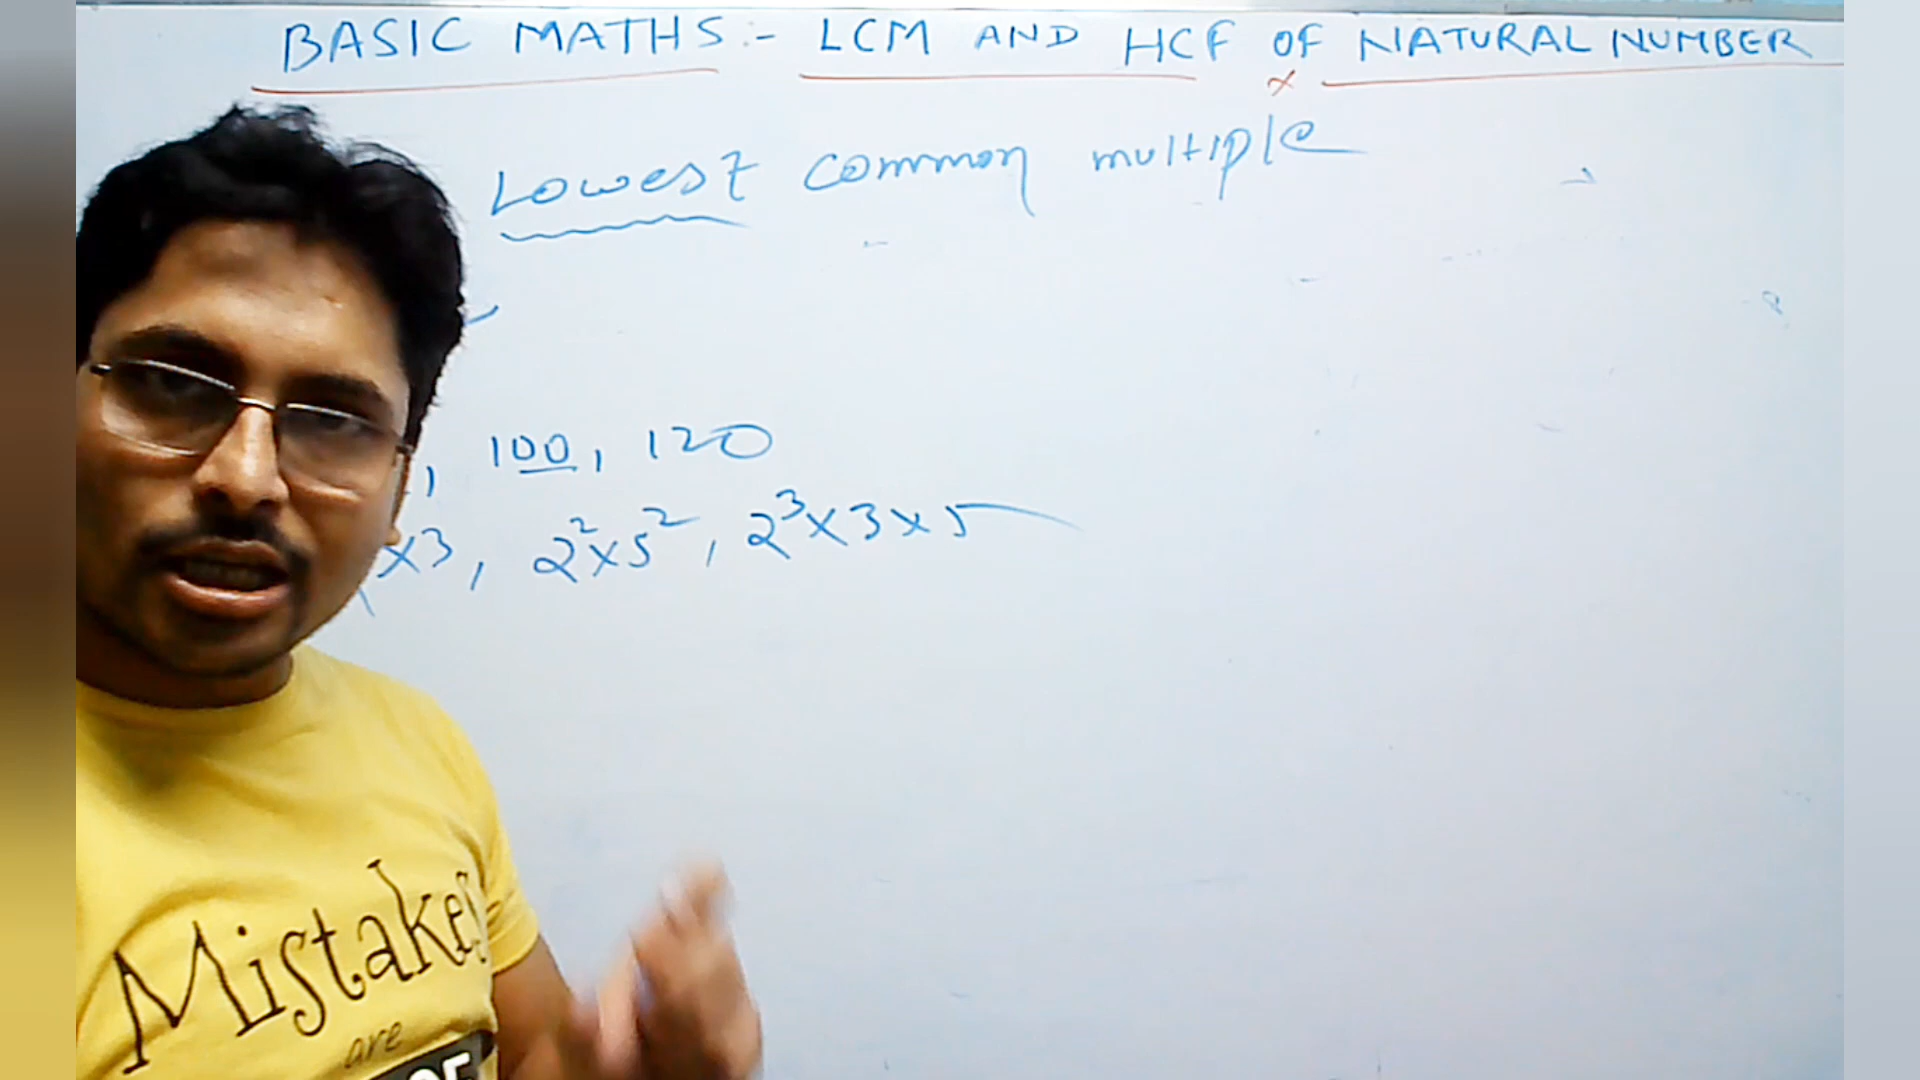 BASIC MATHS:- LCM AND HCF OF NATURAL NUMBER
Lowest common multiple
, 100, 120
×3, 2²×5², 2³×3×5
Mistakes
are